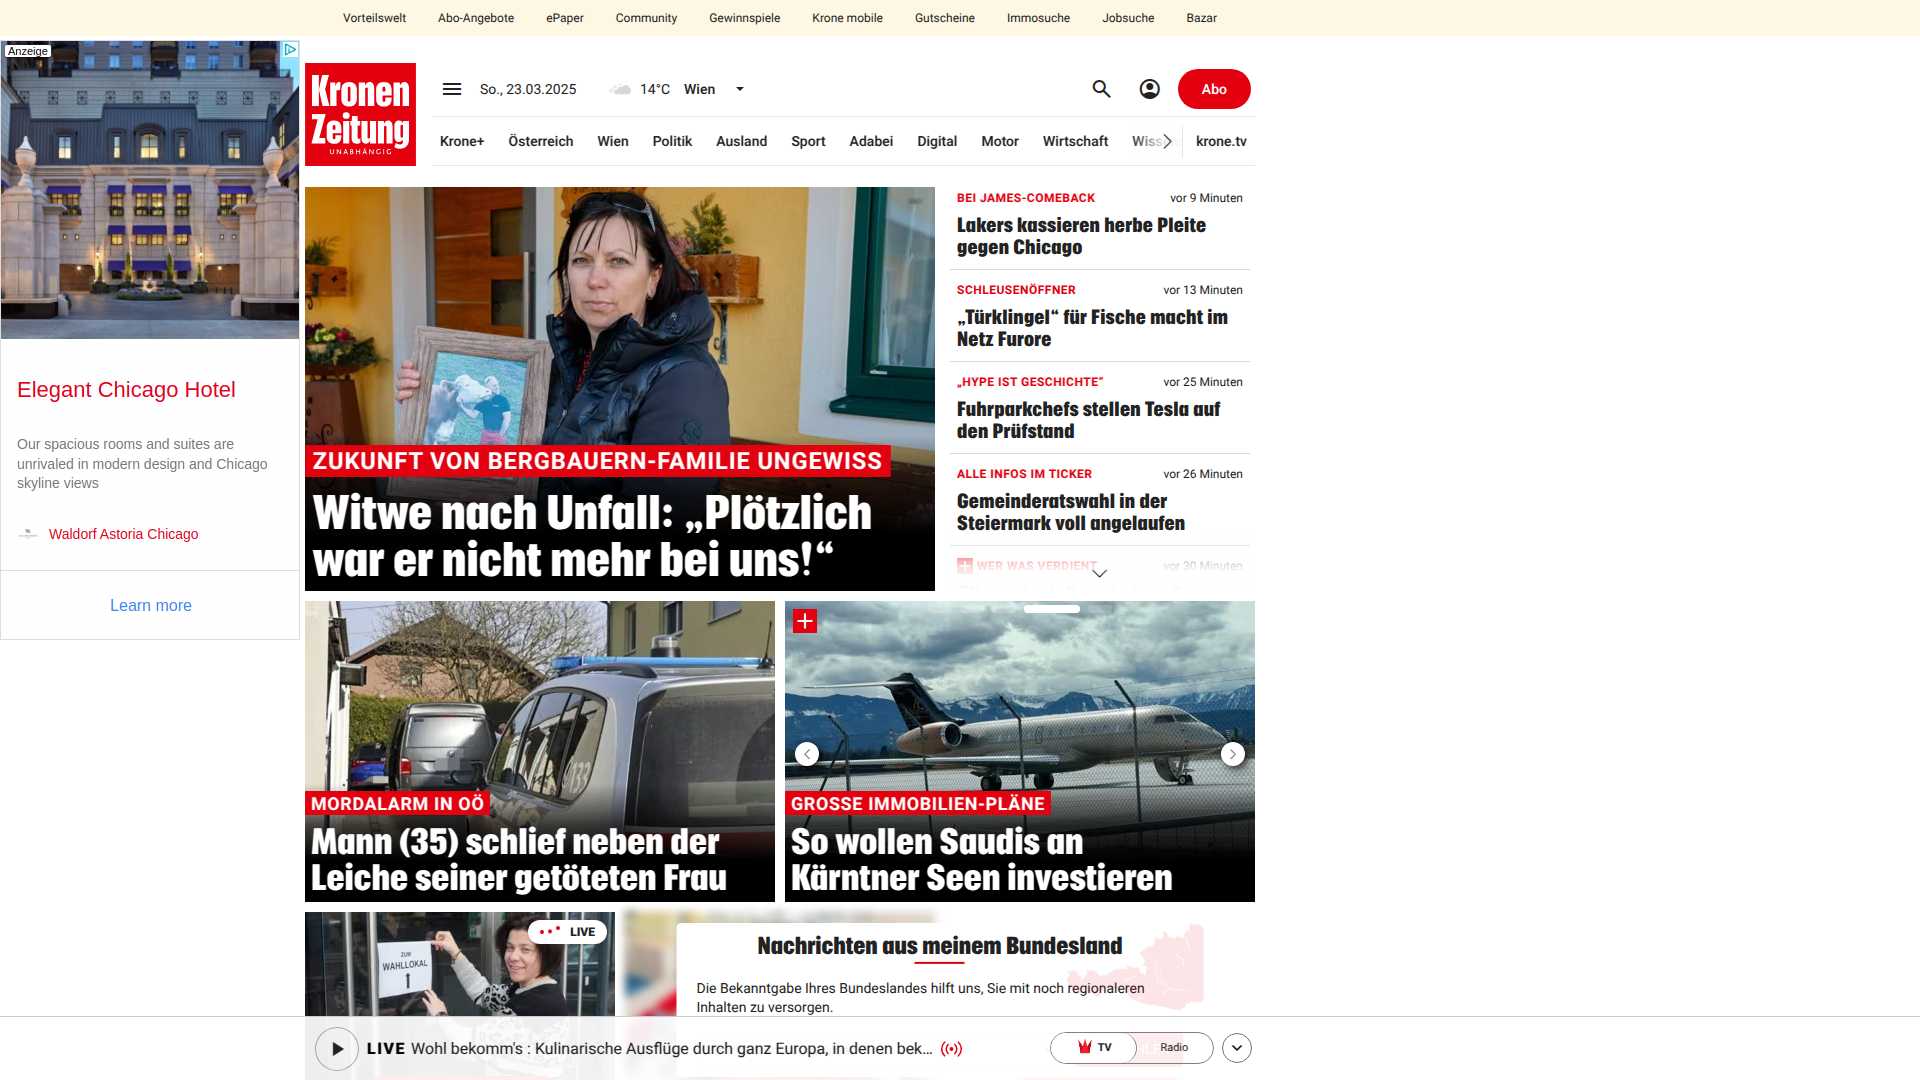 Vorteilswelt
Abo-Angebote
ePaper
Community
Gewinnspiele
Krone mobile
Gutscheine
Immosuche
Jobsuche
Bazar
Anzeige
Elegant Chicago Hotel
Our spacious rooms and suites are
unrivaled in modern design and Chicago
skyline views
Waldorf Astoria Chicago
Learn more
Kronen
Zeitung
UNABHÄNGIG
So., 23.03.2025
14°C
Wien
Abo
Krone+
Österreich
Wien
Politik
Ausland
Sport
Adabei
Digital
Motor
Wirtschaft
Wiss
krone.tv
ZUKUNFT VON BERGBAUERN-FAMILIE UNGEWISS
Witwe nach Unfall: „Plötzlich
war er nicht mehr bei uns!“
BEI JAMES-COMEBACK
vor 9 Minuten
Lakers kassieren herbe Pleite
gegen Chicago
SCHLEUSENÖFFNER
vor 13 Minuten
„Türklingel“ für Fische macht im
Netz Furore
„HYPE IST GESCHICHTE“
vor 25 Minuten
Fuhrparkchefs stellen Tesla auf
den Prüfstand
ALLE INFOS IM TICKER
vor 26 Minuten
Gemeinderatswahl in der
Steiermark voll angelaufen
WER WAS VERDIENT
vor 30 Minuten
133
MORDALARM IN OÖ
Mann (35) schlief neben der
Leiche seiner getöteten Frau
GROSSE IMMOBILIEN-PLÄNE
So wollen Saudis an
Kärntner Seen investieren
LIVE
ZUM
WAHLLOKAL
Nachrichten aus meinem Bundesland
Die Bekanntgabe Ihres Bundeslandes hilft uns, Sie mit noch regionaleren
Inhalten zu versorgen.
LIVE Wohl bekomm's : Kulinarische Ausflüge durch ganz Europa, in denen bek...
TV
Radio